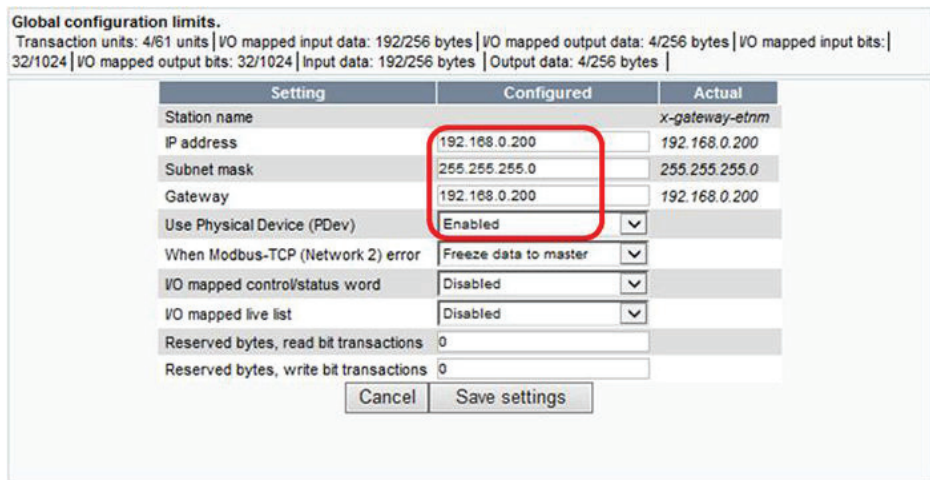 Global configuration limits.
Transaction units: 4/61 units | I/O mapped input data: 192/256 bytes | I/O mapped output data: 4/256 bytes | I/O mapped input bits: |
32/1024 | I/O mapped output bits: 32/1024 | Input data: 192/256 bytes | Output data: 4/256 bytes |
Setting Configured Actual
Station name x-gateway-etnm
IP address 192.168.0.200 192.168.0.200
Subnet mask 255.255.255.0 255.255.255.0
Gateway 192.168.0.200 192.168.0.200
Use Physical Device (PDev) Enabled
When Modbus-TCP (Network 2) error Freeze data to master
I/O mapped control/status word Disabled
I/O mapped live list Disabled
Reserved bytes, read bit transactions 0
Reserved bytes, write bit transactions 0
Cancel Save settings